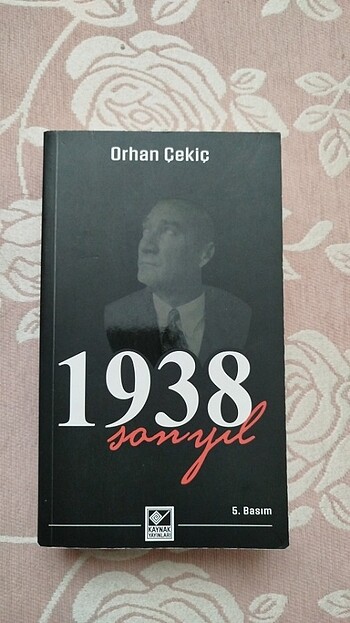 Orhan Çekiç
1938
son yıl
5. Basım
KAYNAK
YAYINLARI